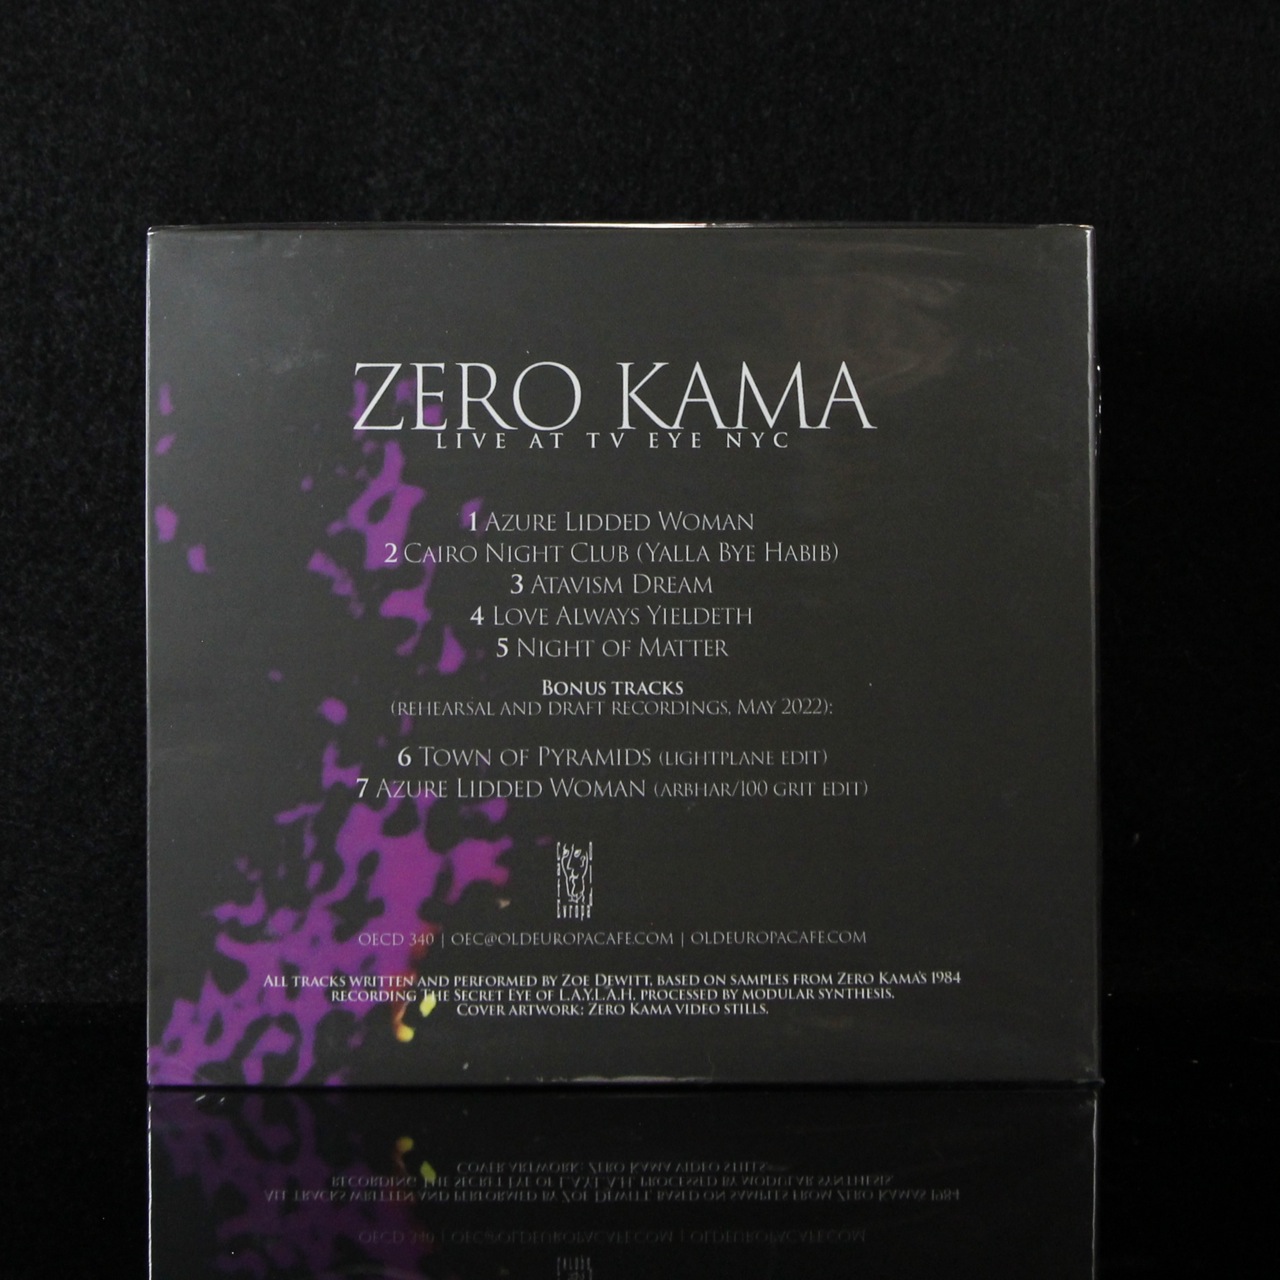 ZERO KAMA
LIVE AT TV EYE NYC
1 AZURE LIDDED WOMAN
2 CAIRO NIGHT CLUB (YALLA BYE HABIB)
3 ATAVISM DREAM
4 LOVE ALWAYS YIELDETH
5 NIGHT OF MATTER
BONUS TRACKS
(REHEARSAL AND DRAFT RECORDINGS, MAY 2022):
6 TOWN OF PYRAMIDS (LIGHTPLANE EDIT)
7 AZURE LIDDED WOMAN (ARBHAR/100 GRIT EDIT)
Old Evropa Cafe
OECD 340 | OEC@OLDEUROPACAFE.COM | OLDEUROPACAFE.COM
ALL TRACKS WRITTEN AND PERFORMED BY ZOE DEWITT, BASED ON SAMPLES FROM ZERO KAMA'S 1984
RECORDING THE SECRET EYE OF L.A.Y.L.A.H. PROCESSED BY MODULAR SYNTHESIS.
COVER ARTWORK: ZERO KAMA VIDEO STILLS.